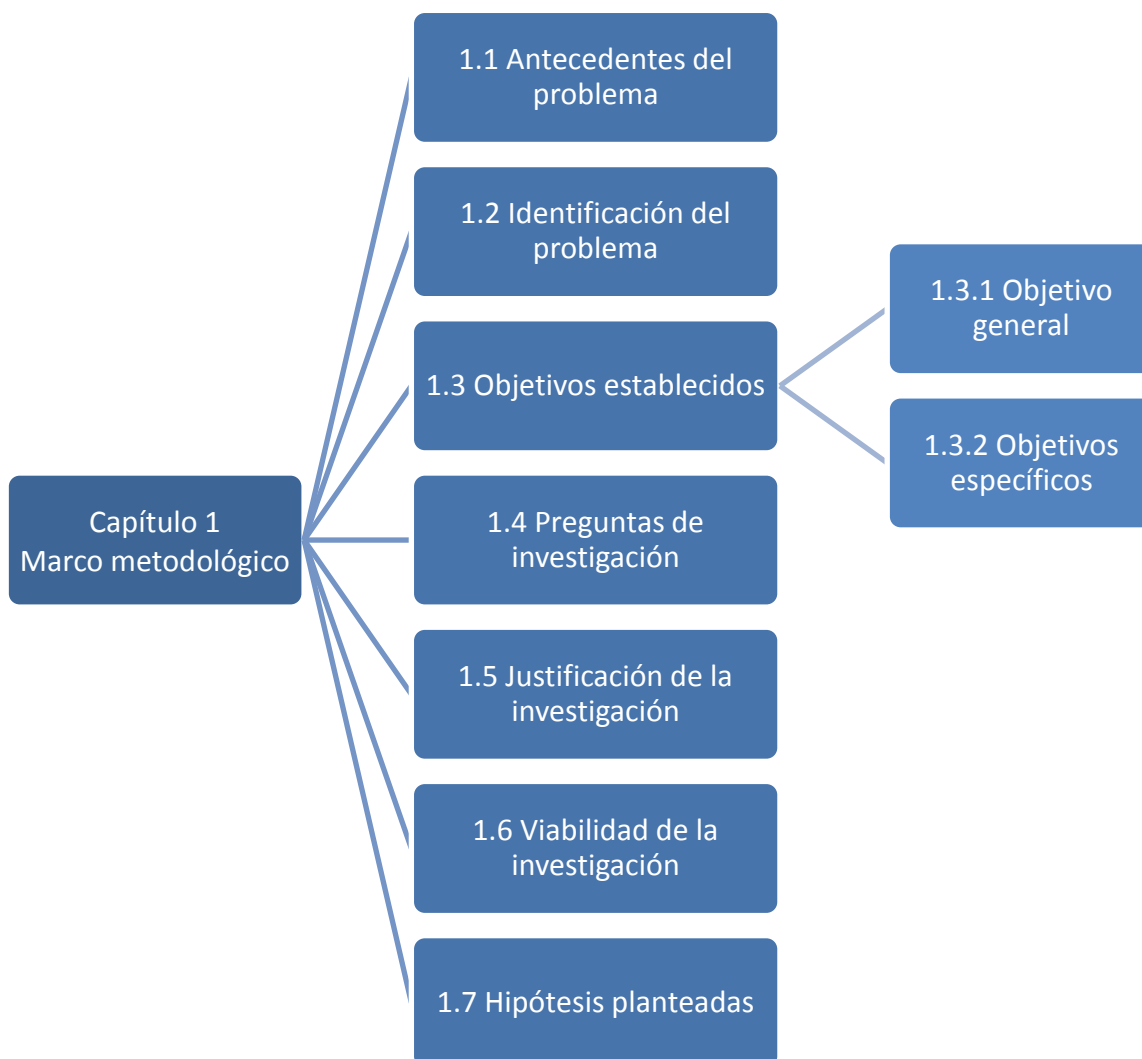 1.1 Antecedentes del
problema
1.2 Identificación del
problema
1.3 Objetivos establecidos
1.3.1 Objetivo
general
1.3.2 Objetivos
específicos
Capítulo 1
Marco metodológico
1.4 Preguntas de
investigación
1.5 Justificación de la
investigación
1.6 Viabilidad de la
investigación
1.7 Hipótesis planteadas